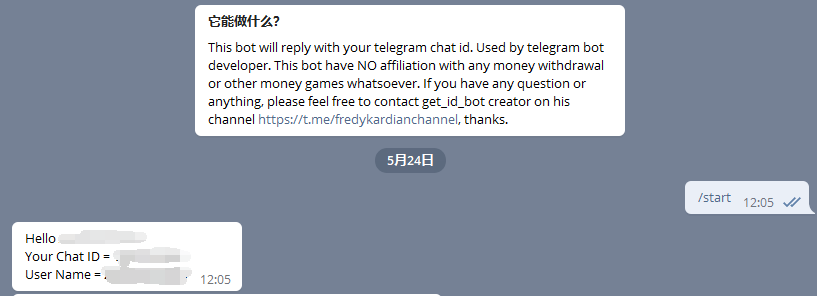 它能做什么?
This bot will reply with your telegram chat id. Used by telegram bot
developer. This bot have NO affiliation with any money withdrawal
or other money games whatsoever. If you have any question or
anything, please feel free to contact get_id_bot creator on his
channel https://t.me/fredykardianchannel, thanks.
5月24日
/start 12:05
Hello
Your Chat ID =
User Name =
12:05